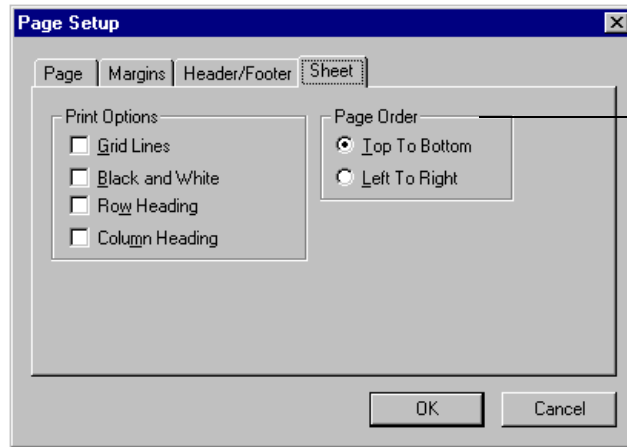 Page Setup
Page Margins Header/Footer Sheet
Print Options
Grid Lines
Black and White
Row Heading
Column Heading
Page Order
Top To Bottom
Left To Right
OK Cancel